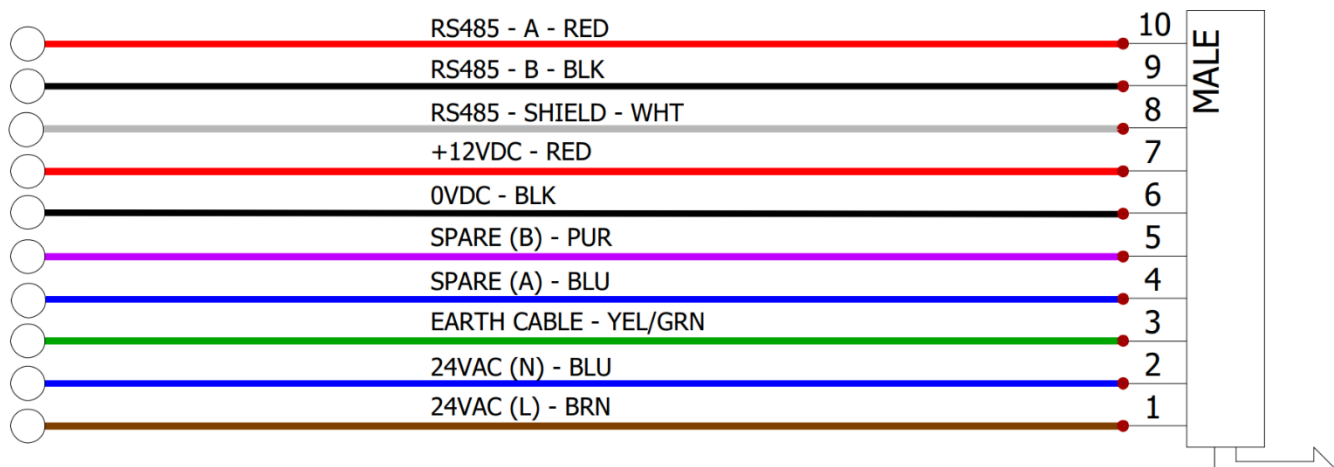 RS485 - A - RED
10
RS485 - B - BLK
9
RS485 - SHIELD - WHT
8
+12VDC - RED
7
0VDC - BLK
6
SPARE (B) - PUR
5
SPARE (A) - BLU
4
EARTH CABLE - YEL/GRN
3
24VAC (N) - BLU
2
24VAC (L) - BRN
1
MALE